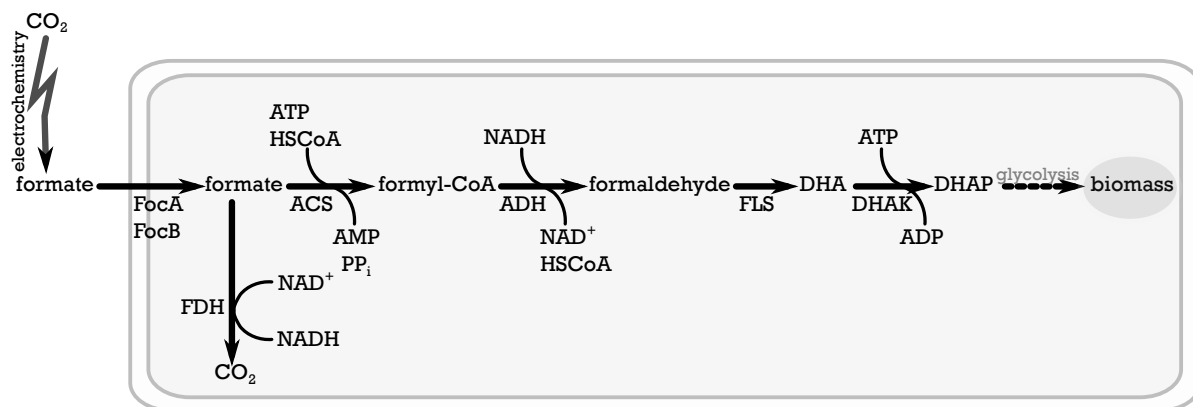 CO₂
electrochemistry
formate
FocA
FocB
formate
ATP
HSCoA
ACS
AMP
PPᵢ
formyl-CoA
NADH
ADH
NAD⁺
HSCoA
formaldehyde
FLS
DHA
ATP
DHAK
ADP
DHAP
glycolysis
biomass
FDH
NAD⁺
NADH
CO₂